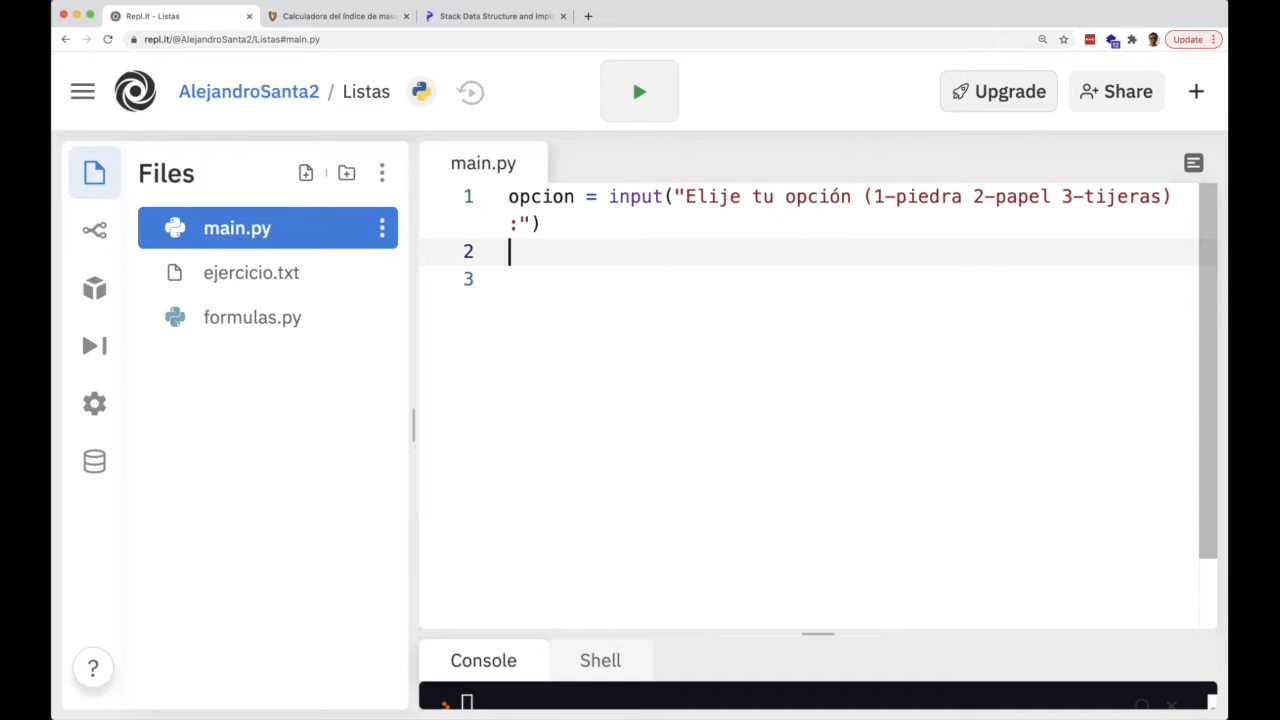 Repl.it - Listas
Calculadora del índice de mas
Stack Data Structure and Imple
repl.it/@AlejandroSanta2/Listas#main.py
12
Update
AlejandroSanta2 / Listas
Upgrade
Share
Files
main.py
ejercicio.txt
formulas.py
main.py
1 opcion = input("Elije tu opción (1-piedra 2-papel 3-tijeras)
:")
2
3
Console
Shell
?